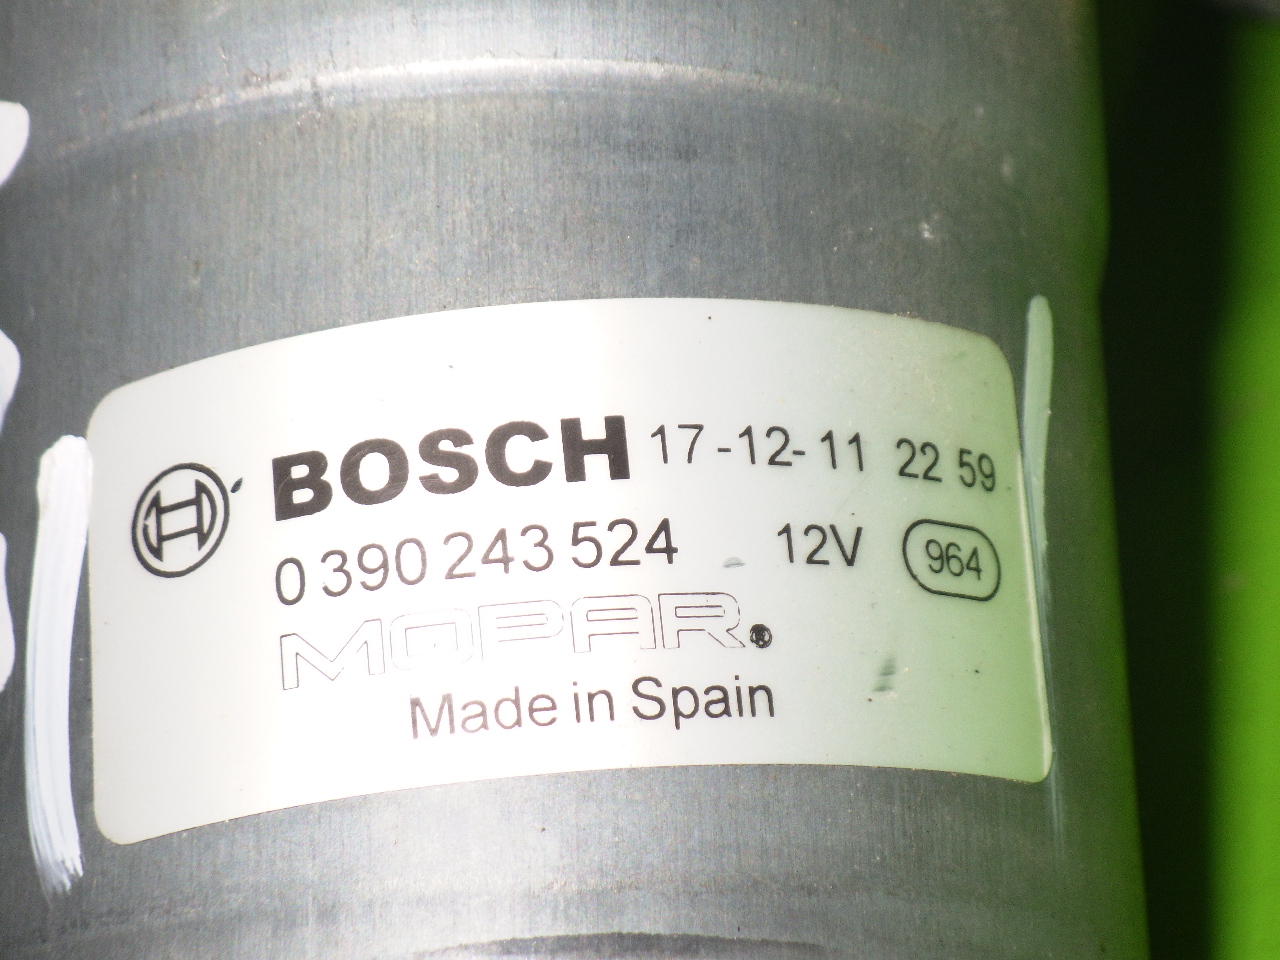 BOSCH 17-12-11 22 59
0 390 243 524 12V 964
MOPAR®
Made in Spain